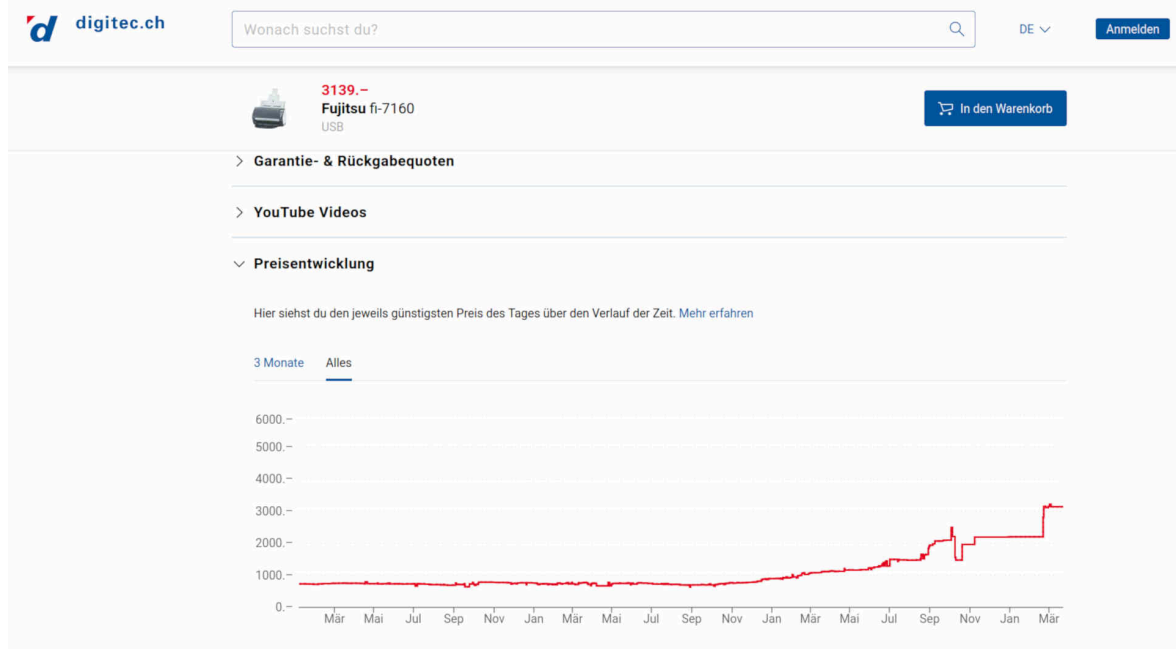 digitec.ch
Wonach suchst du?
DE
Anmelden
3139.–
Fujitsu fi-7160
USB
In den Warenkorb
Garantie- & Rückgabequoten
YouTube Videos
Preisentwicklung
Hier siehst du den jeweils günstigsten Preis des Tages über den Verlauf der Zeit. Mehr erfahren
3 Monate Alles
6000.–
5000.–
4000.–
3000.–
2000.–
1000.–
0.–
Mär Mai Jul Sep Nov Jan Mär Mai Jul Sep Nov Jan Mär Mai Jul Sep Nov Jan Mär